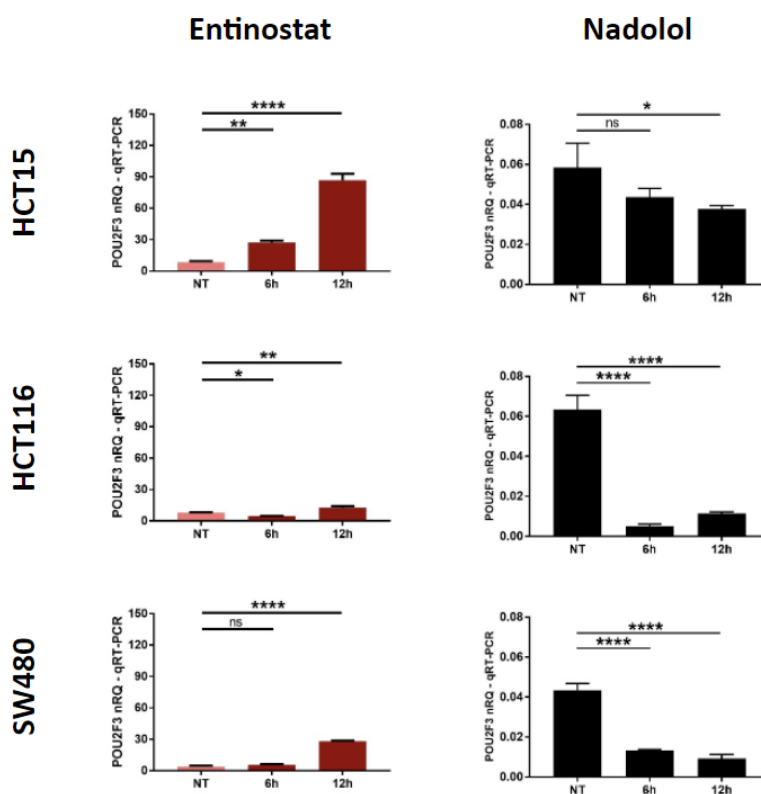 Entinostat
Nadolol
HCT15
POU2F3 nRQ - qRT-PCR
150
120
90
60
30
0
****
**
NT
6h
12h
POU2F3 nRQ - qRT-PCR
0.08
0.06
0.04
0.02
0.00
*
ns
NT
6h
12h
HCT116
POU2F3 nRQ - qRT-PCR
150
120
90
60
30
0
**
*
NT
6h
12h
POU2F3 nRQ - qRT-PCR
0.08
0.06
0.04
0.02
0.00
****
****
NT
6h
12h
SW480
POU2F3 nRQ - qRT-PCR
150
120
90
60
30
0
****
ns
NT
6h
12h
POU2F3 nRQ - qRT-PCR
0.08
0.06
0.04
0.02
0.00
****
****
NT
6h
12h